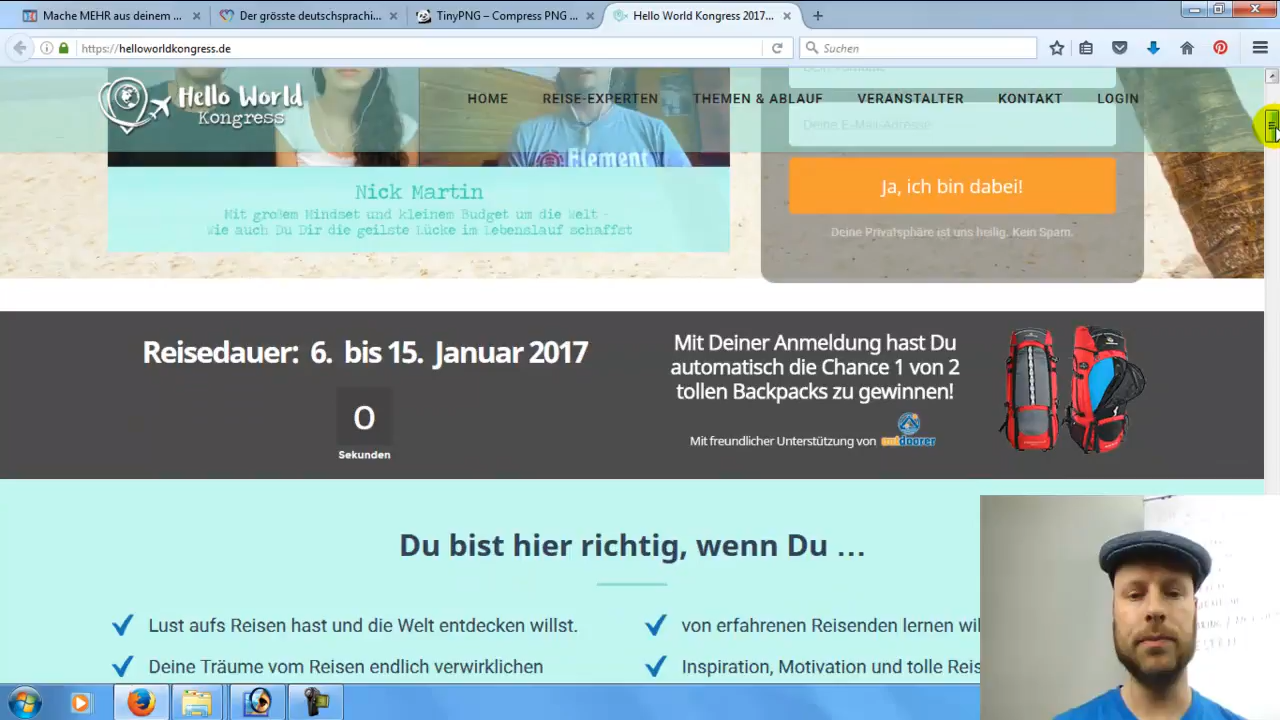 Mache MEHR aus deinem ...
Der grösste deutschsprachi...
TinyPNG – Compress PNG ...
Hello World Kongress 2017...
https://helloworldkongress.de
Suchen
Hello World
Kongress
HOME
REISE-EXPERTEN
THEMEN & ABLAUF
VERANSTALTER
KONTAKT
LOGIN
Deine E-Mail-Adresse
Element
Nick Martin
Mit großem Mindset und kleinem Budget um die Welt -
Wie auch Du Dir die geilste Lücke im Lebenslauf schaffst
Ja, ich bin dabei!
Deine Privatsphäre ist uns heilig. Kein Spam.
Reisedauer: 6. bis 15. Januar 2017
0
Sekunden
Mit Deiner Anmeldung hast Du
automatisch die Chance 1 von 2
tollen Backpacks zu gewinnen!
Mit freundlicher Unterstützung von outdoorer
Du bist hier richtig, wenn Du ...
Lust aufs Reisen hast und die Welt entdecken willst.
von erfahrenen Reisenden lernen wil
Deine Träume vom Reisen endlich verwirklichen
Inspiration, Motivation und tolle Reis